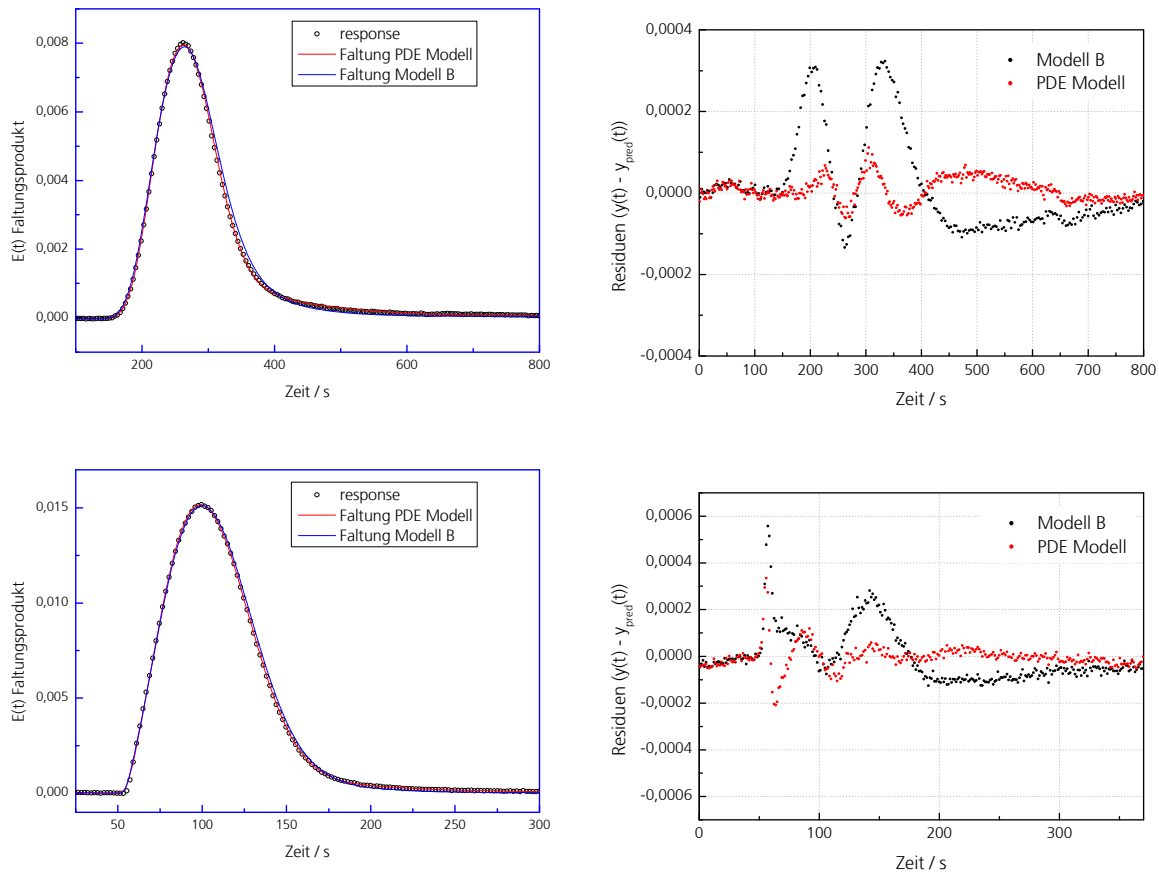 0,008
0,006
0,004
0,002
0,000
E(t) Faltungsprodukt
response
Faltung PDE Modell
Faltung Modell B
200
400
600
800
Zeit / s
0,0004
0,0002
0,0000
-0,0002
-0,0004
Residuen (y(t) - y_pred(t))
Modell B
PDE Modell
0
100
200
300
400
500
600
700
800
Zeit / s
0,015
0,010
0,005
0,000
E(t) Faltungsprodukt
response
Faltung PDE Modell
Faltung Modell B
50
100
150
200
250
300
Zeit / s
0,0006
0,0004
0,0002
0,0000
-0,0002
-0,0004
-0,0006
Residuen (y(t) - y_pred(t))
Modell B
PDE Modell
0
100
200
300
Zeit / s